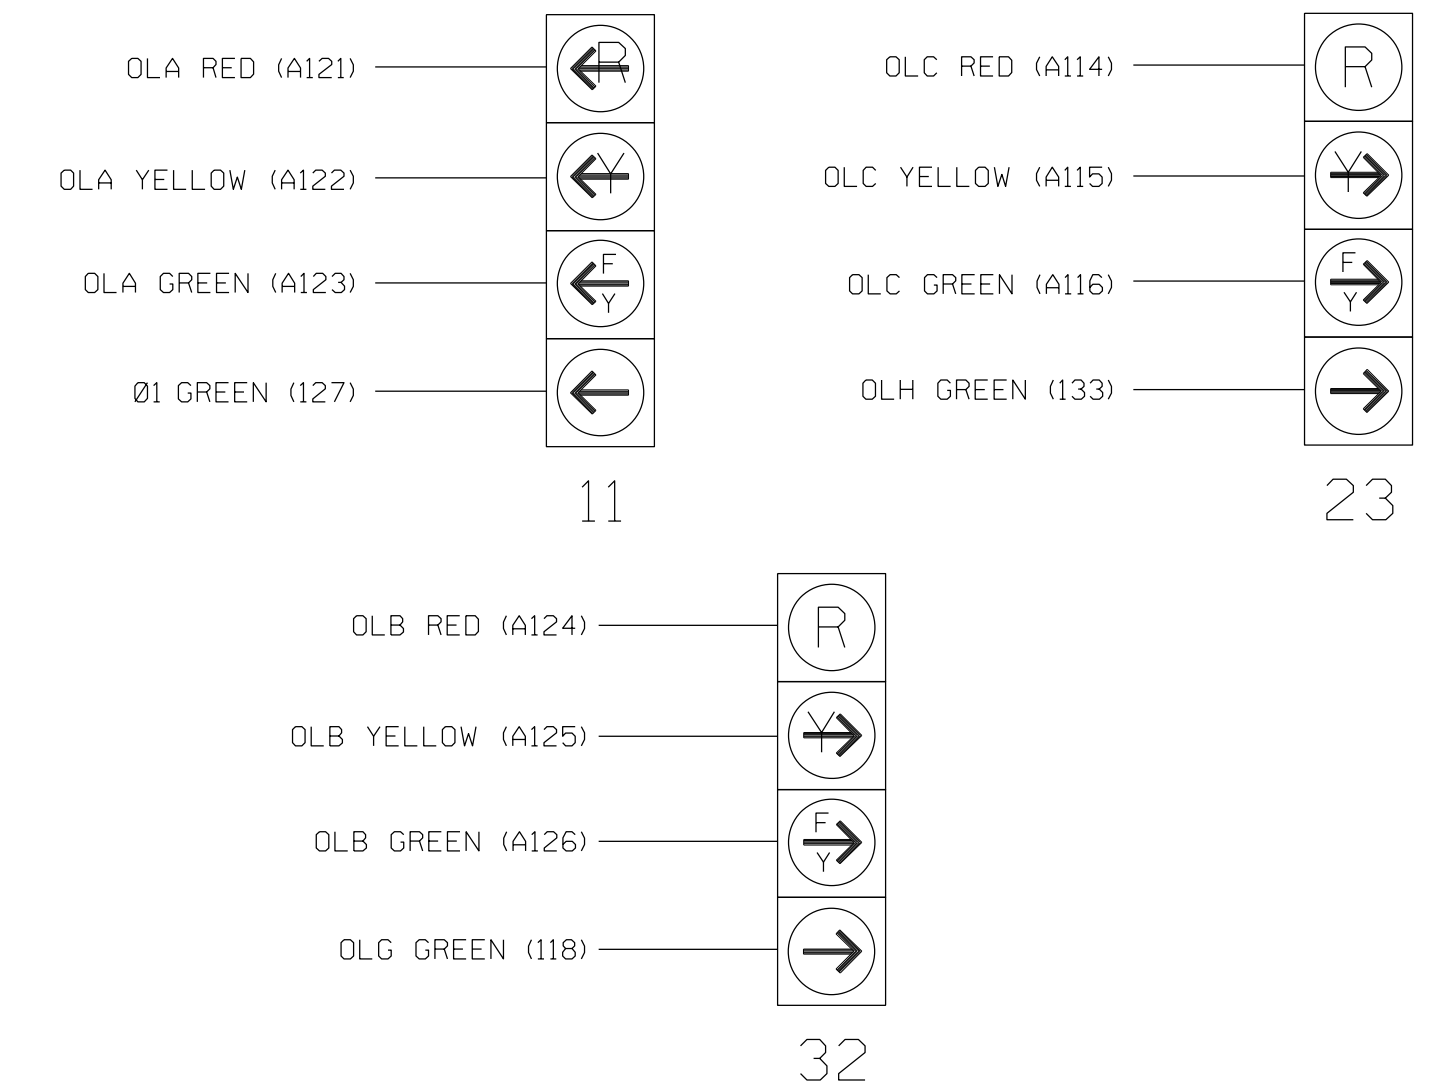 OLA RED (A121)
R
OLA YELLOW (A122)
Y
OLA GREEN (A123)
F
Y
Ø1 GREEN (127)
11
OLC RED (A114)
R
OLC YELLOW (A115)
Y
OLC GREEN (A116)
F
Y
OLH GREEN (133)
23
OLB RED (A124)
R
OLB YELLOW (A125)
Y
OLB GREEN (A126)
F
Y
OLG GREEN (118)
32